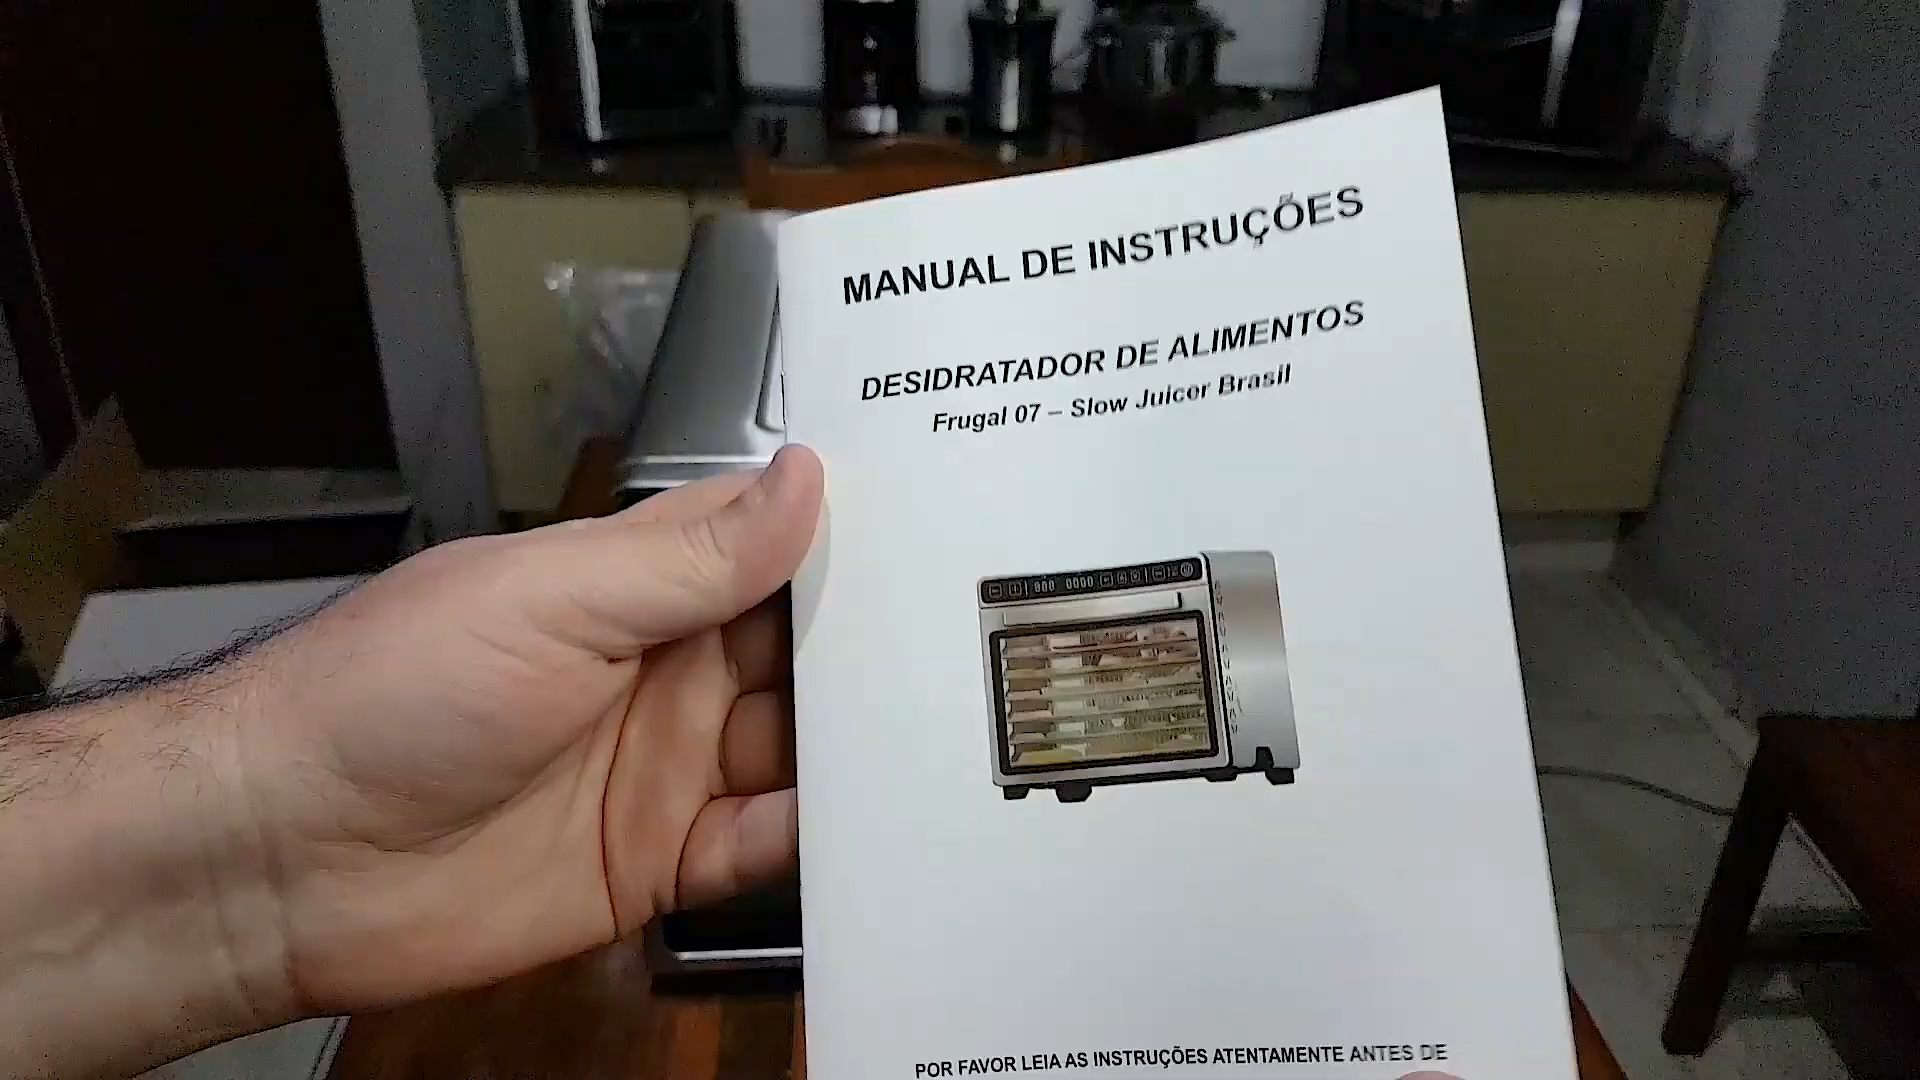 MANUAL DE INSTRUÇÕES
DESIDRATADOR DE ALIMENTOS
Frugal 07 – Slow Juicer Brasil
POR FAVOR LEIA AS INSTRUÇÕES ATENTAMENTE ANTES DE